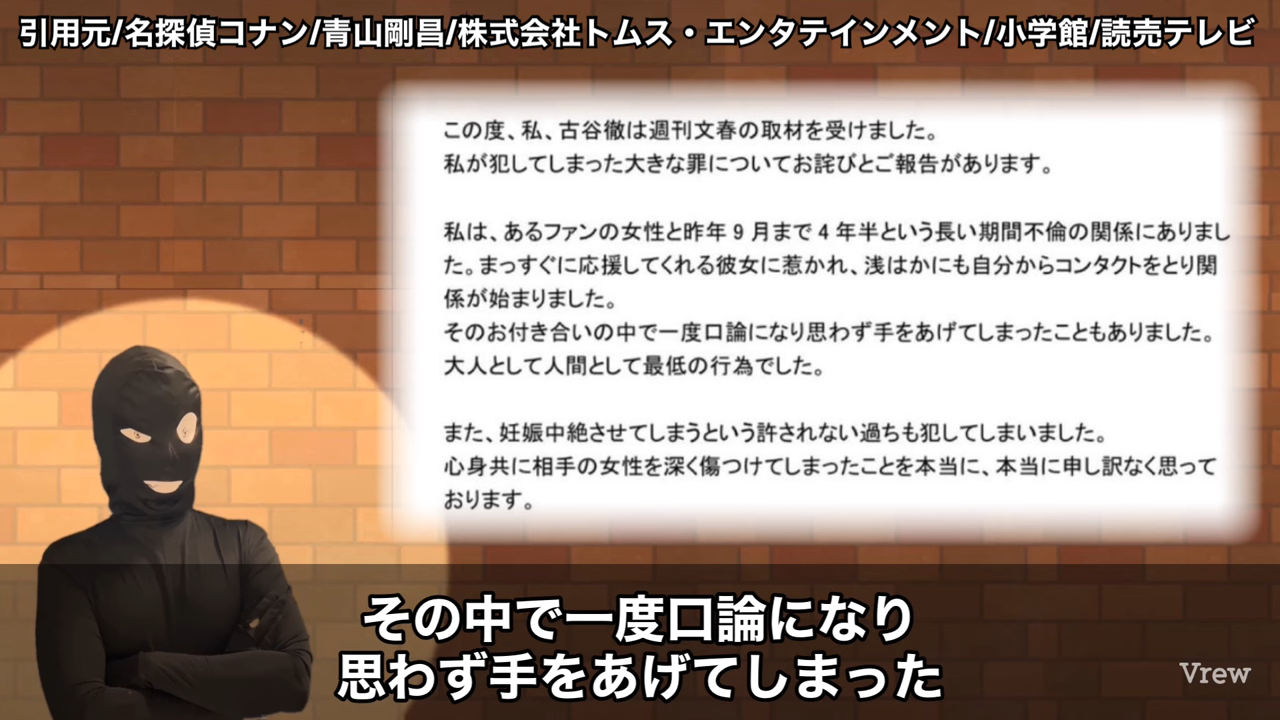 引用元/名探偵コナン/青山剛昌/株式会社トムス・エンタテインメント/小学館/読売テレビ
この度、私、古谷徹は週刊文春の取材を受けました。
私が犯してしまった大きな罪についてお詫びとご報告があります。
私は、あるファンの女性と昨年9月まで4年半という長い期間不倫の関係にありまし
た。まっすぐに応援してくれる彼女に惹かれ、浅はかにも自分からコンタクトをとり関
係が始まりました。
そのお付き合いの中で一度口論になり思わず手をあげてしまったこともありました。
大人として人間として最低の行為でした。
また、妊娠中絶させてしまうという許されない過ちも犯してしまいました。
心身共に相手の女性を深く傷つけてしまったことを本当に、本当に申し訳なく思って
おります。
その中で一度口論になり
思わず手をあげてしまった
Vrew